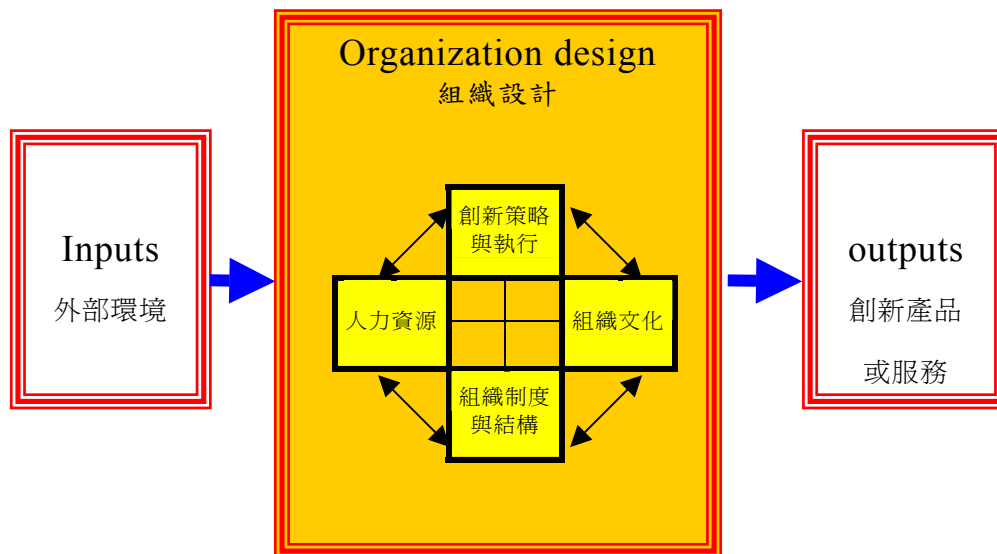 Organization design
組織設計
Inputs
外部環境
創新策略
與執行
人力資源
組織文化
組織制度
與結構
outputs
創新產品
或服務